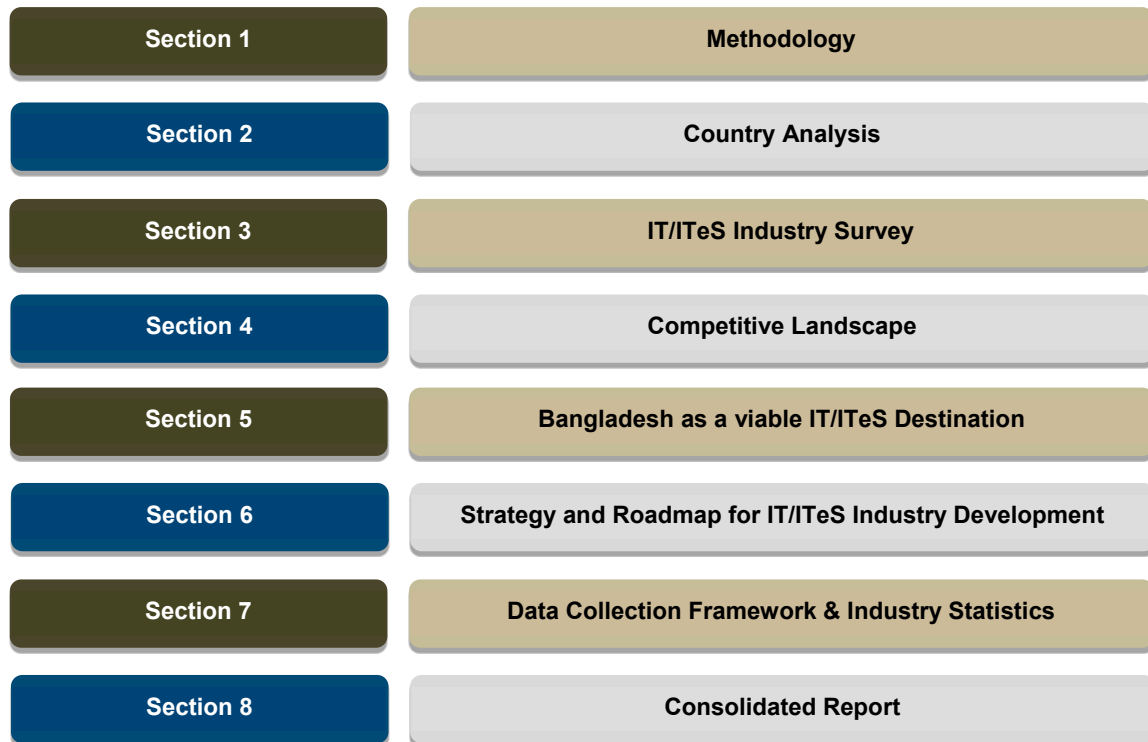 Section 1
Methodology
Section 2
Country Analysis
Section 3
IT/ITeS Industry Survey
Section 4
Competitive Landscape
Section 5
Bangladesh as a viable IT/ITeS Destination
Section 6
Strategy and Roadmap for IT/ITeS Industry Development
Section 7
Data Collection Framework & Industry Statistics
Section 8
Consolidated Report